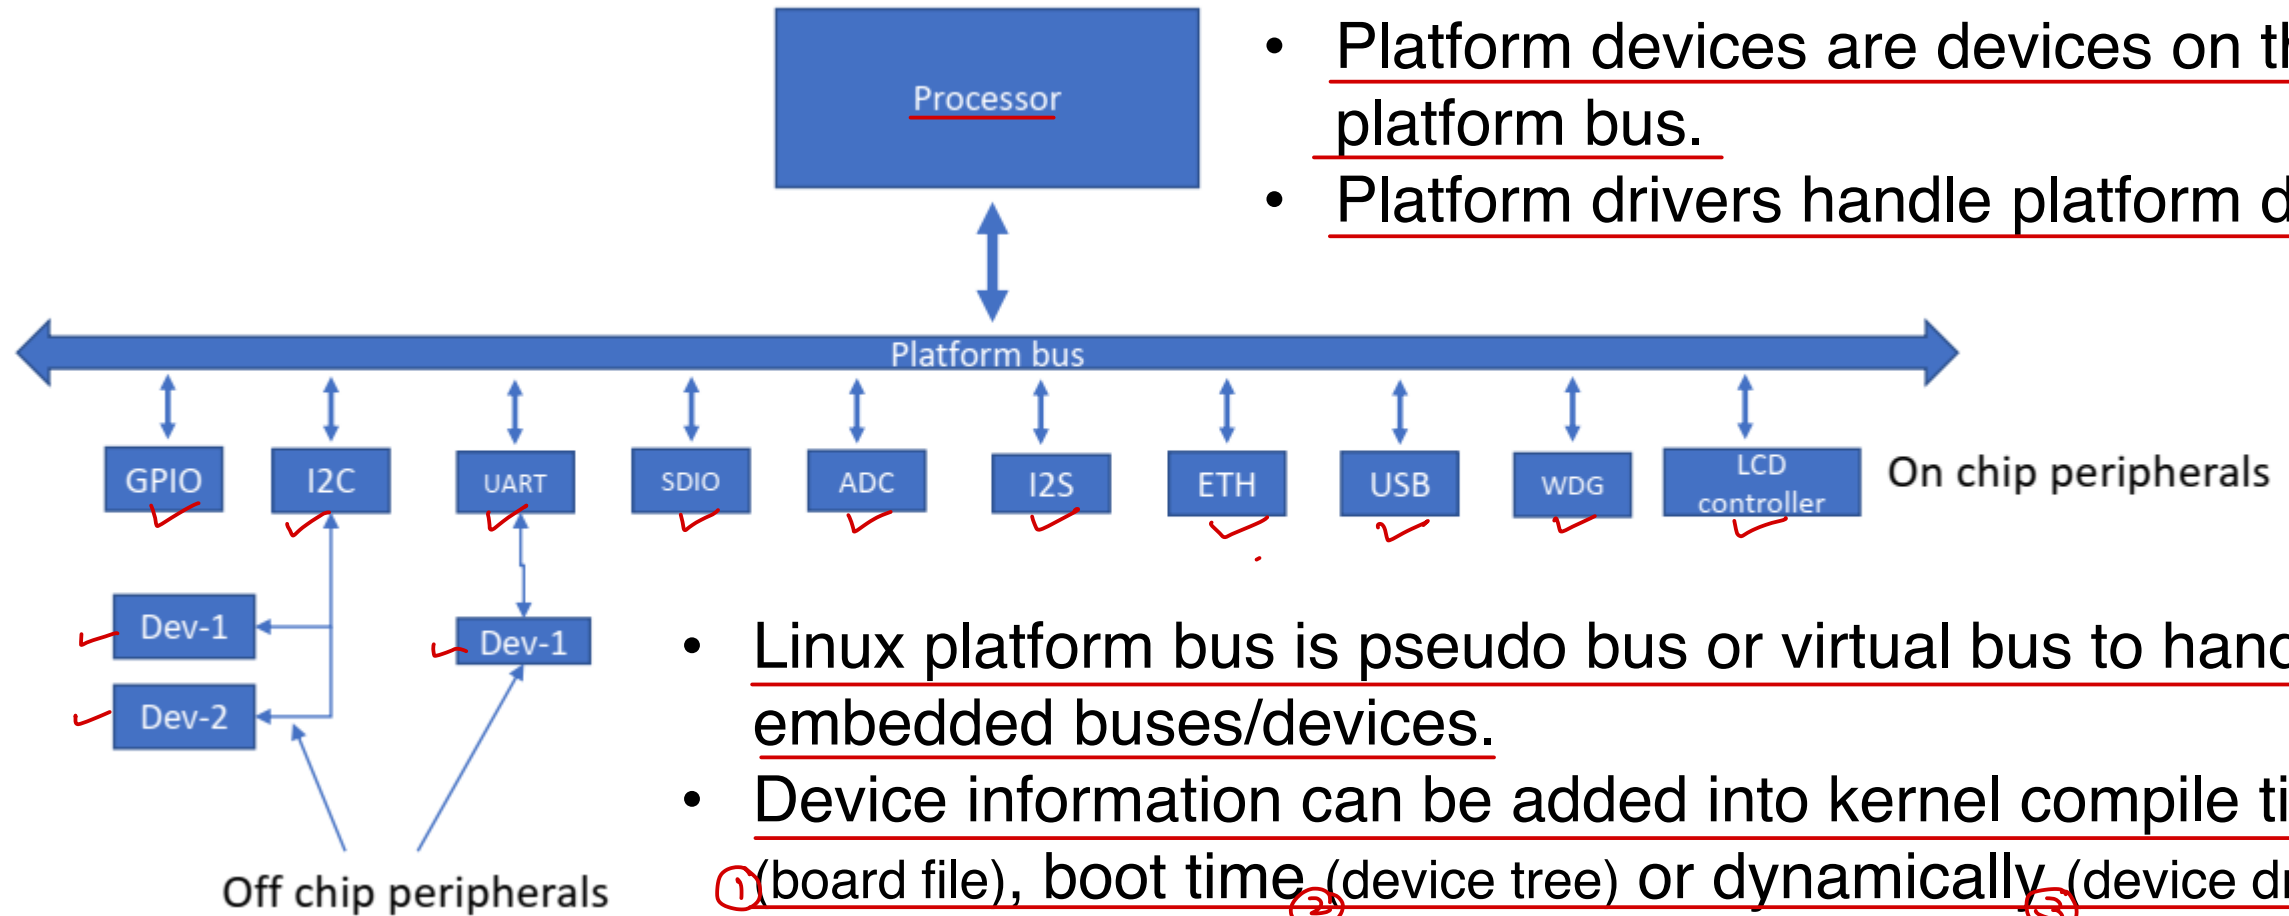 Processor
• Platform devices are devices on th
platform bus.
• Platform drivers handle platform d
Platform bus
GPIO
I2C
UART
SDIO
ADC
I2S
ETH
USB
WDG
LCD
controller
On chip peripherals
Dev-1
Dev-2
Dev-1
Off chip peripherals
• Linux platform bus is pseudo bus or virtual bus to hand
embedded buses/devices.
• Device information can be added into kernel compile ti
① (board file), boot time ② (device tree) or dynamically ③ (device dr